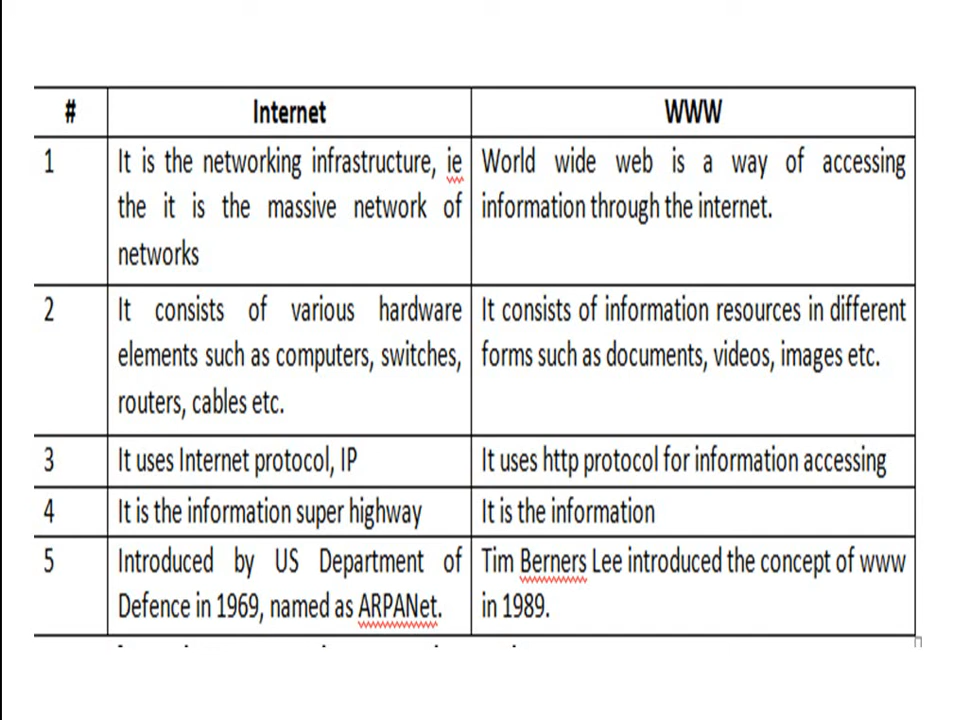 # Internet WWW
1 It is the networking infrastructure, ie World wide web is a way of accessing
the it is the massive network of information through the internet.
networks
2 It consists of various hardware It consists of information resources in different
elements such as computers, switches, forms such as documents, videos, images etc.
routers, cables etc.
3 It uses Internet protocol, IP It uses http protocol for information accessing
4 It is the information super highway It is the information
5 Introduced by US Department of Tim Berners Lee introduced the concept of www
Defence in 1969, named as ARPANet. in 1989.